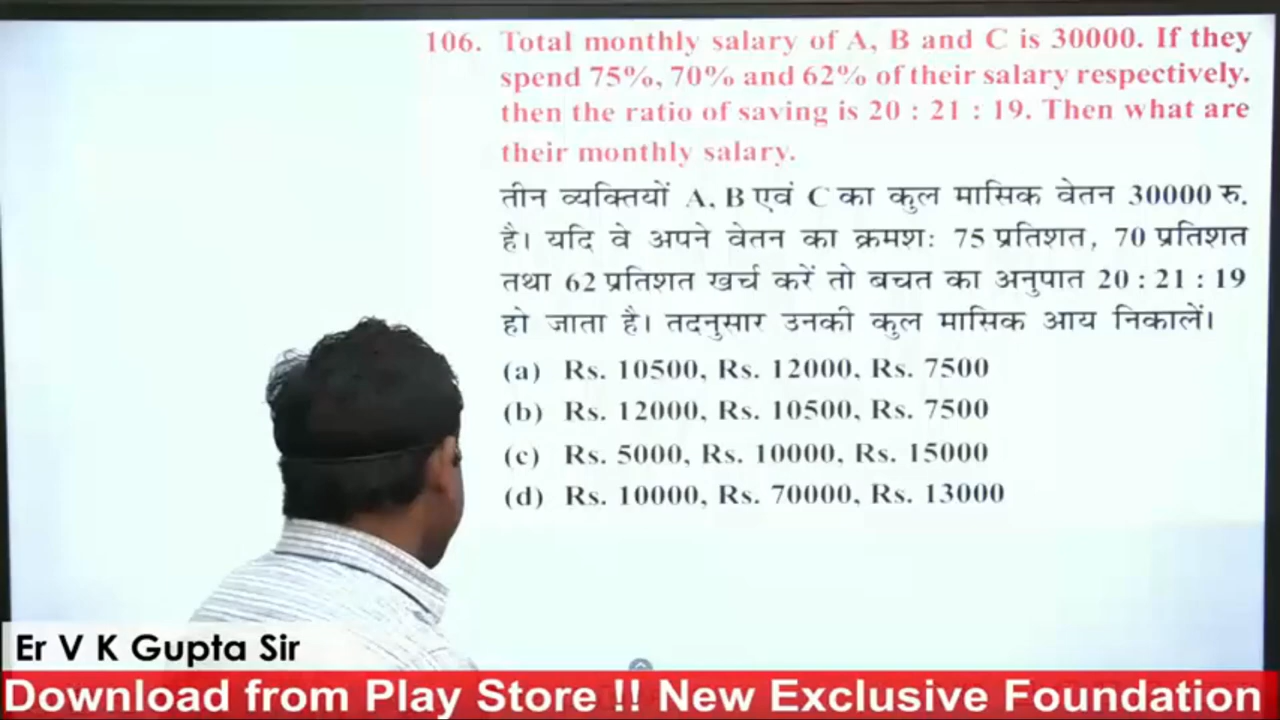 106. Total monthly salary of A, B and C is 30000. If they
spend 75%, 70% and 62% of their salary respectively.
then the ratio of saving is 20 : 21 : 19. Then what are
their monthly salary.
तीन व्यक्तियों A, B एवं C का कुल मासिक वेतन 30000 रु.
है। यदि वे अपने वेतन का क्रमश: 75 प्रतिशत, 70 प्रतिशत
तथा 62 प्रतिशत खर्च करें तो बचत का अनुपात 20 : 21 : 19
हो जाता है। तदनुसार उनकी कुल मासिक आय निकालें।
(a) Rs. 10500, Rs. 12000, Rs. 7500
(b) Rs. 12000, Rs. 10500, Rs. 7500
(c) Rs. 5000, Rs. 10000, Rs. 15000
(d) Rs. 10000, Rs. 70000, Rs. 13000
Er V K Gupta Sir
Download from Play Store !! New Exclusive Foundation